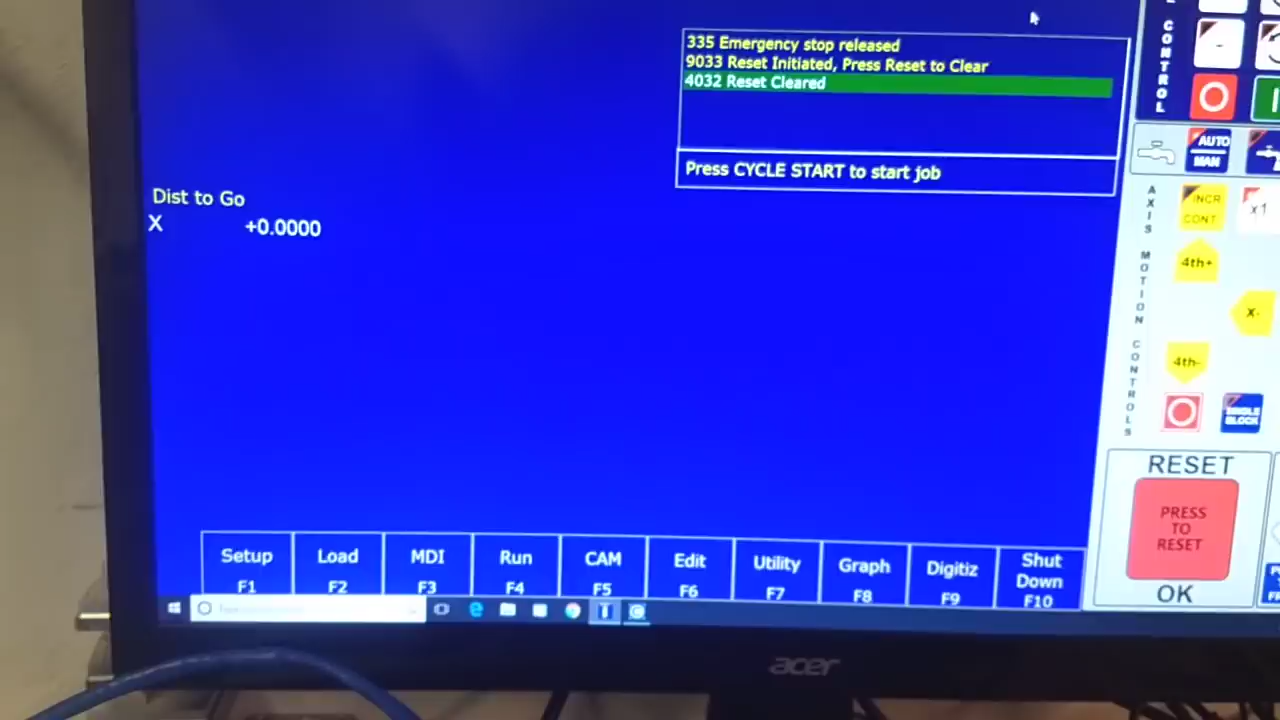 335 Emergency stop released
9033 Reset Initiated, Press Reset to Clear
4032 Reset Cleared
Press CYCLE START to start job
Dist to Go
X +0.0000
CONTROL
AUTO
MAN
AXIS MOTION CONTROLS
INCR
CONT
x1
4th+
X-
4th-
SINGLE
BLOCK
RESET
PRESS
TO
RESET
OK
Setup
F1
Load
F2
MDI
F3
Run
F4
CAM
F5
Edit
F6
Utility
F7
Graph
F8
Digitiz
F9
Shut
Down
F10
acer